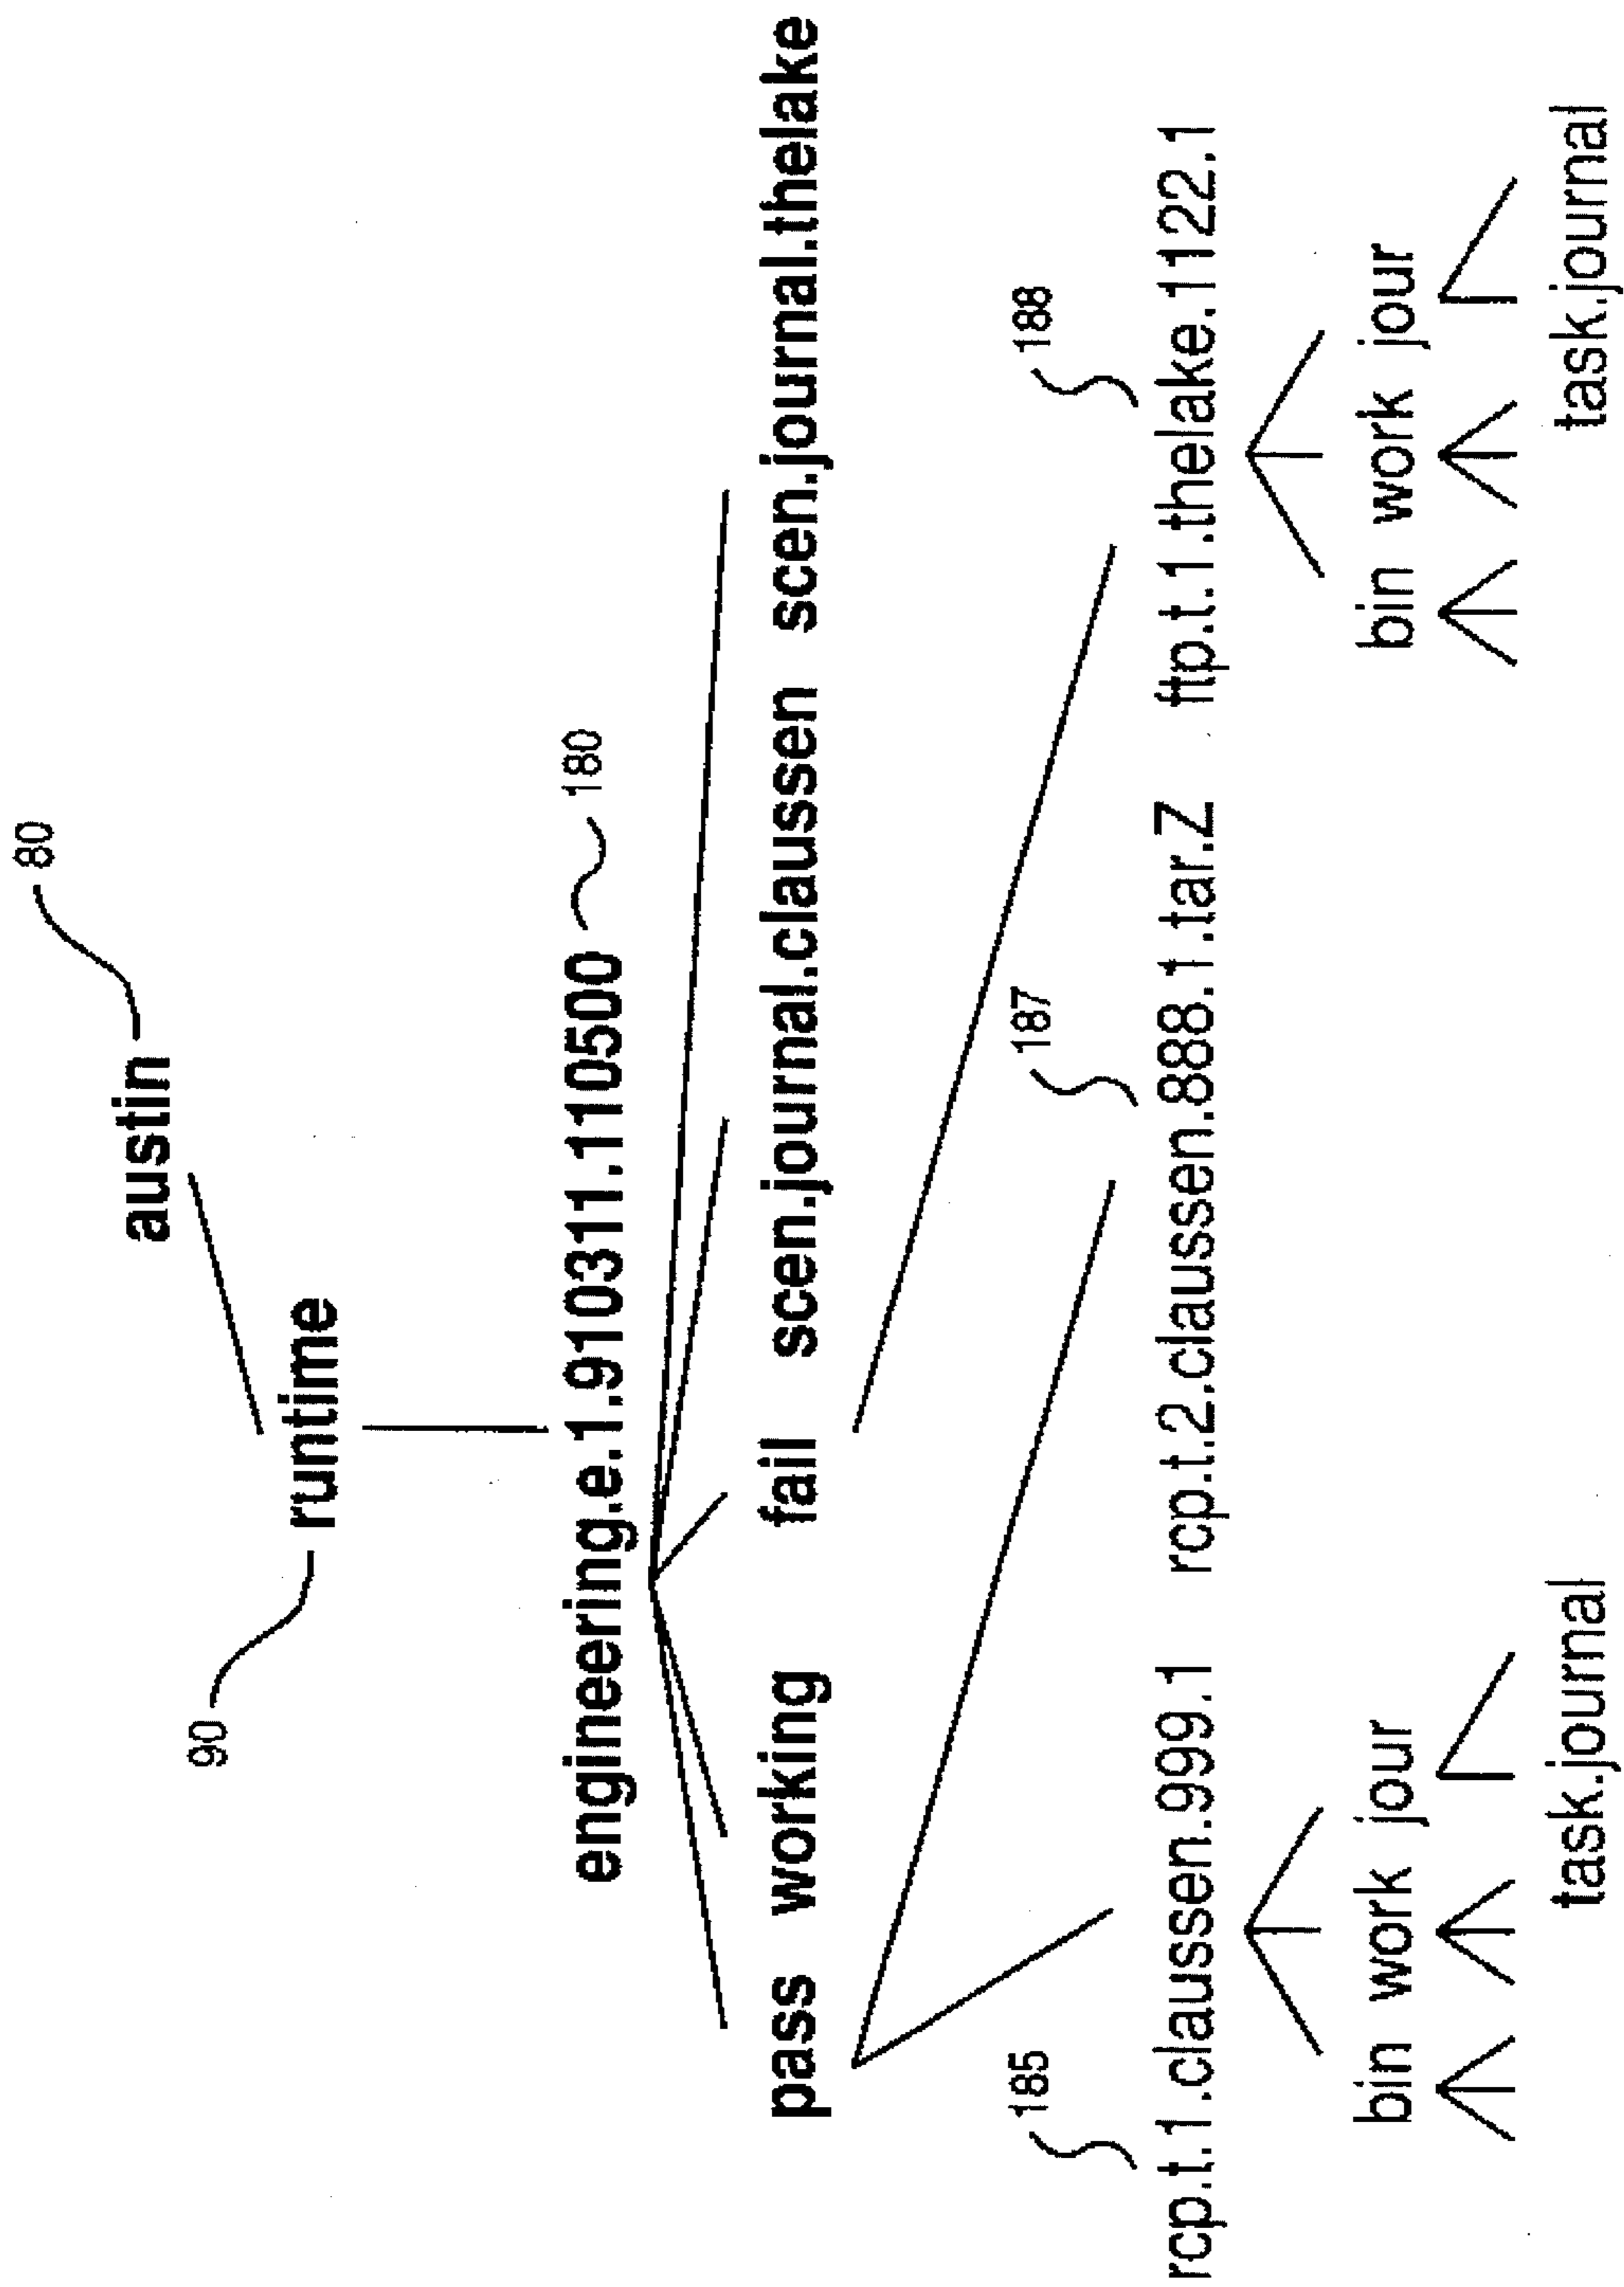 80
austin
90
runtime
engineering.e.1.910311.110500
180
pass working fail scen.journal.claussen scen.journal.thelake
185
187
188
rcp.t.1.claussen.999.1 rcp.t.2.claussen.888.1.tar.Z ftp.t.1.thelake.1122.1
bin work jour
bin work jour
task.journal
task.journal